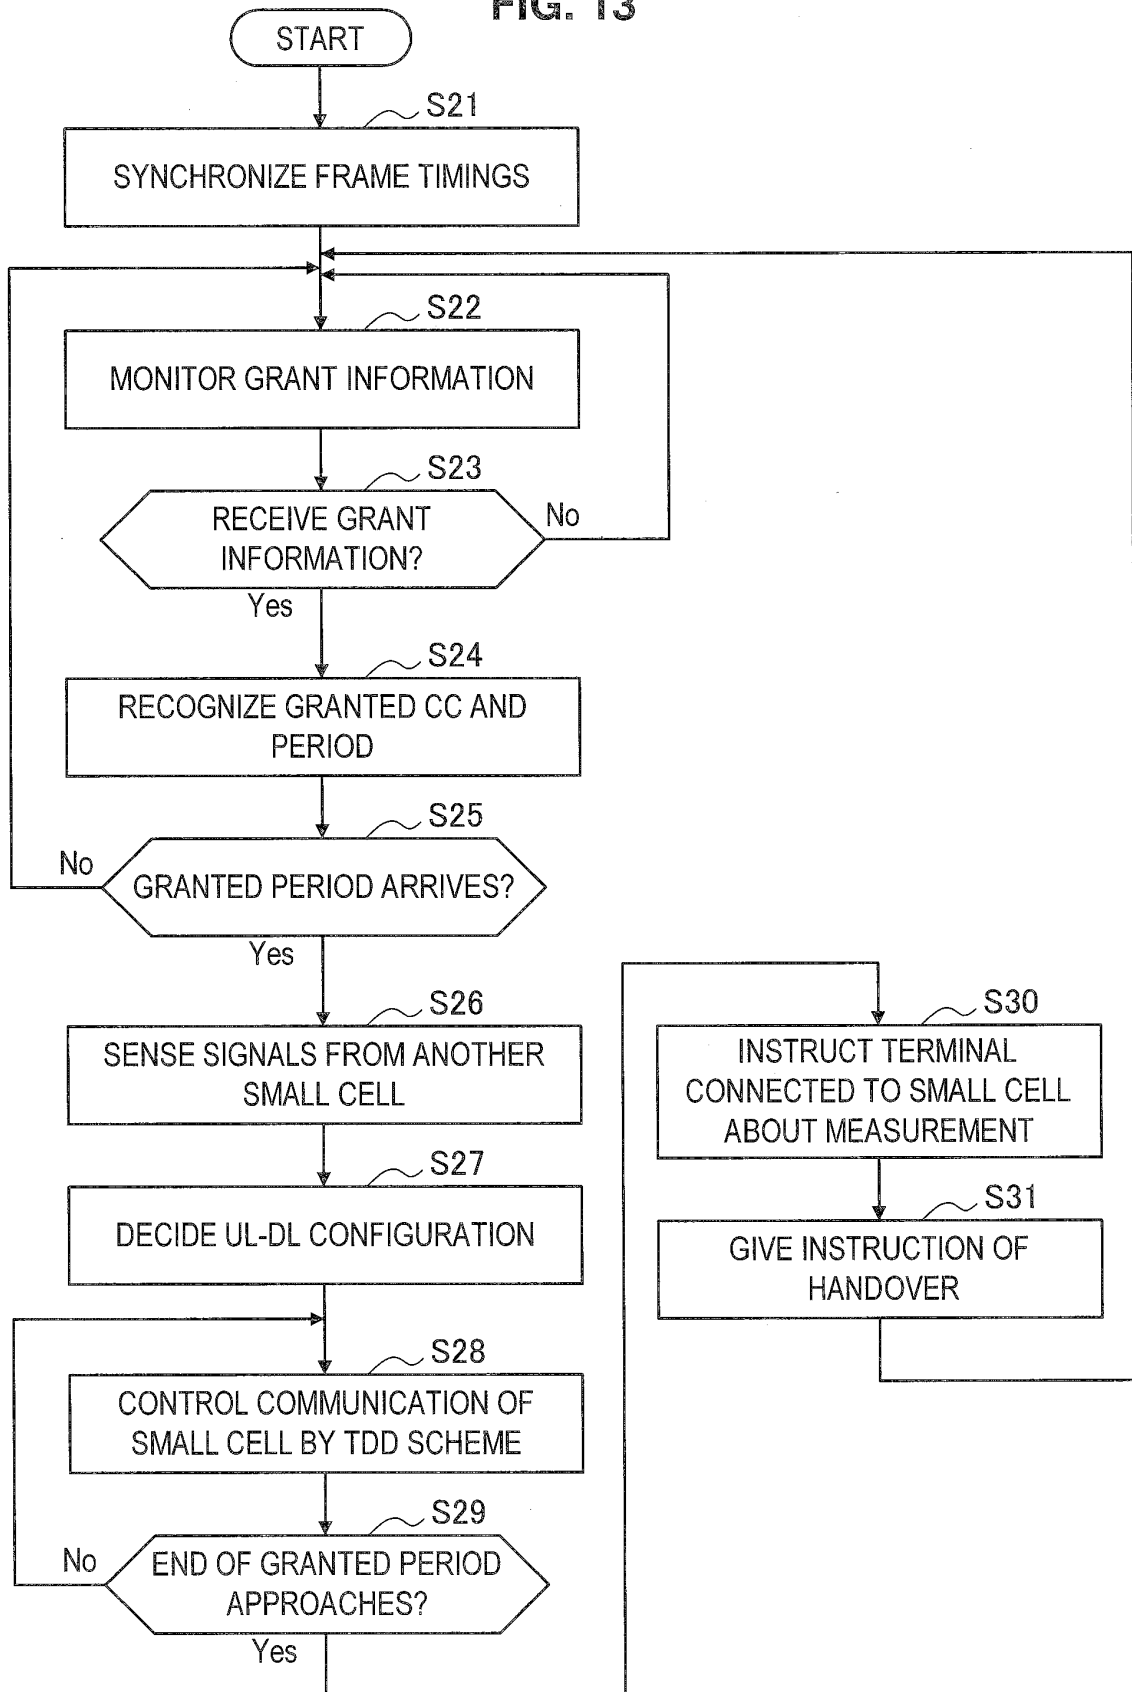 FIG. 13
START
S21
SYNCHRONIZE FRAME TIMINGS
S22
MONITOR GRANT INFORMATION
S23
RECEIVE GRANT
INFORMATION?
No
Yes
S24
RECOGNIZE GRANTED CC AND
PERIOD
S25
No
GRANTED PERIOD ARRIVES?
Yes
S26
SENSE SIGNALS FROM ANOTHER
SMALL CELL
S27
DECIDE UL-DL CONFIGURATION
S28
CONTROL COMMUNICATION OF
SMALL CELL BY TDD SCHEME
S29
No
END OF GRANTED PERIOD
APPROACHES?
Yes
S30
INSTRUCT TERMINAL
CONNECTED TO SMALL CELL
ABOUT MEASUREMENT
S31
GIVE INSTRUCTION OF
HANDOVER